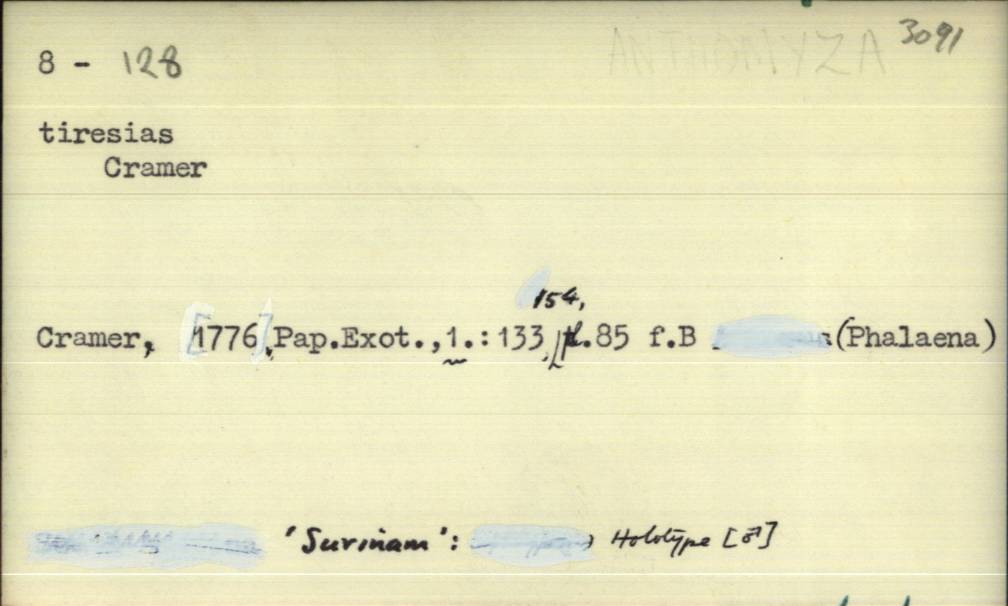 ANTHOMYZA 3091
8 - 128
tiresias
Cramer
154,
Cramer, [1776], Pap.Exot.,1.:133, pl.85 f.B (Phalaena)
'Surinam': Holotype [♂]